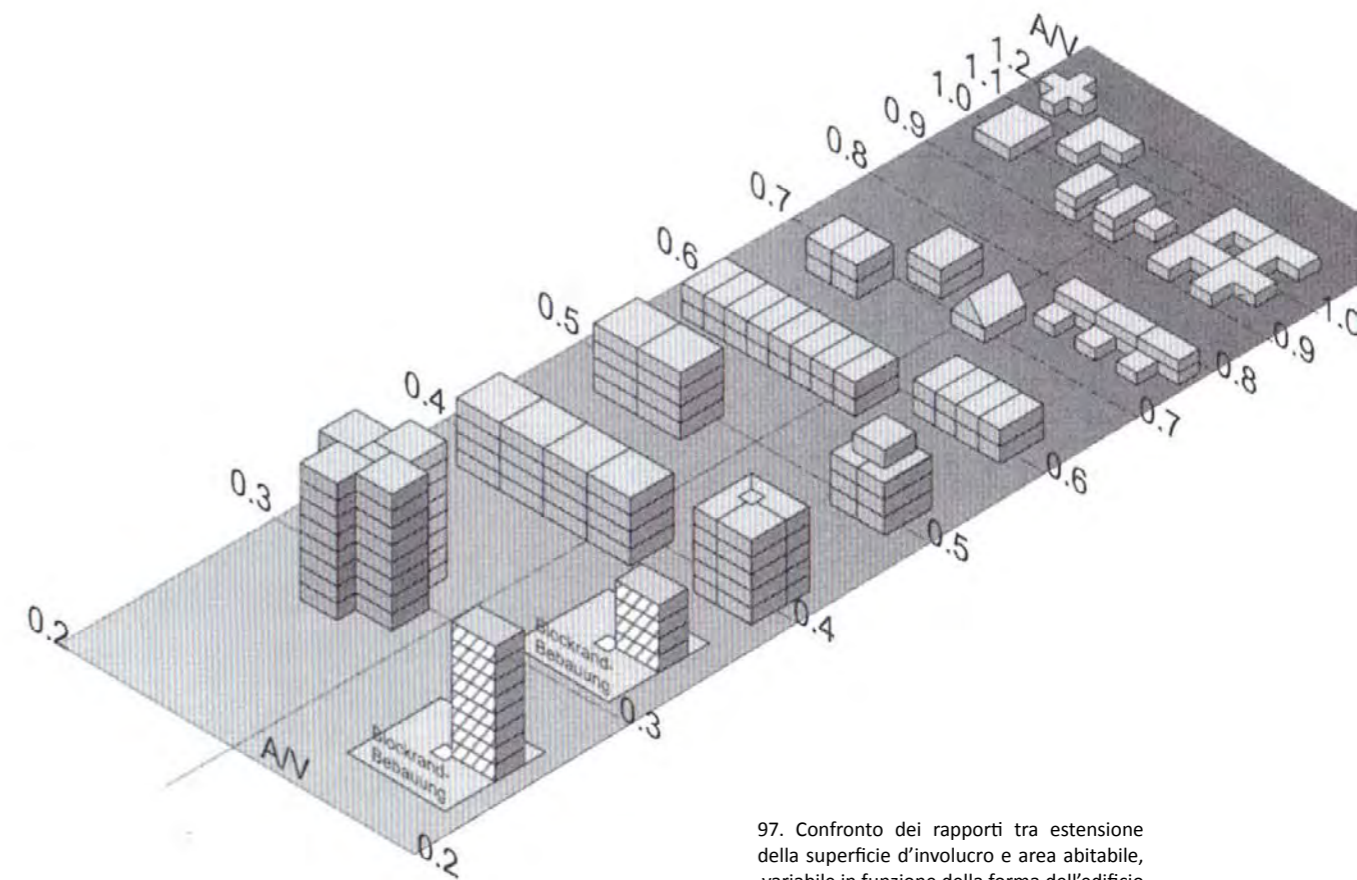 A/V
1.2
1.1
1.0
0.9
0.8
0.7
0.6
0.5
0.4
0.3
0.2
1.0
0.9
0.8
0.7
0.6
0.5
0.4
0.3
0.2
A/V
Blockrand-
Bebauung
Blockrand-
Bebauung
97. Confronto dei rapporti tra estensione
della superficie d’involucro e area abitabile,
variabile in funzione della forma dell’edificio